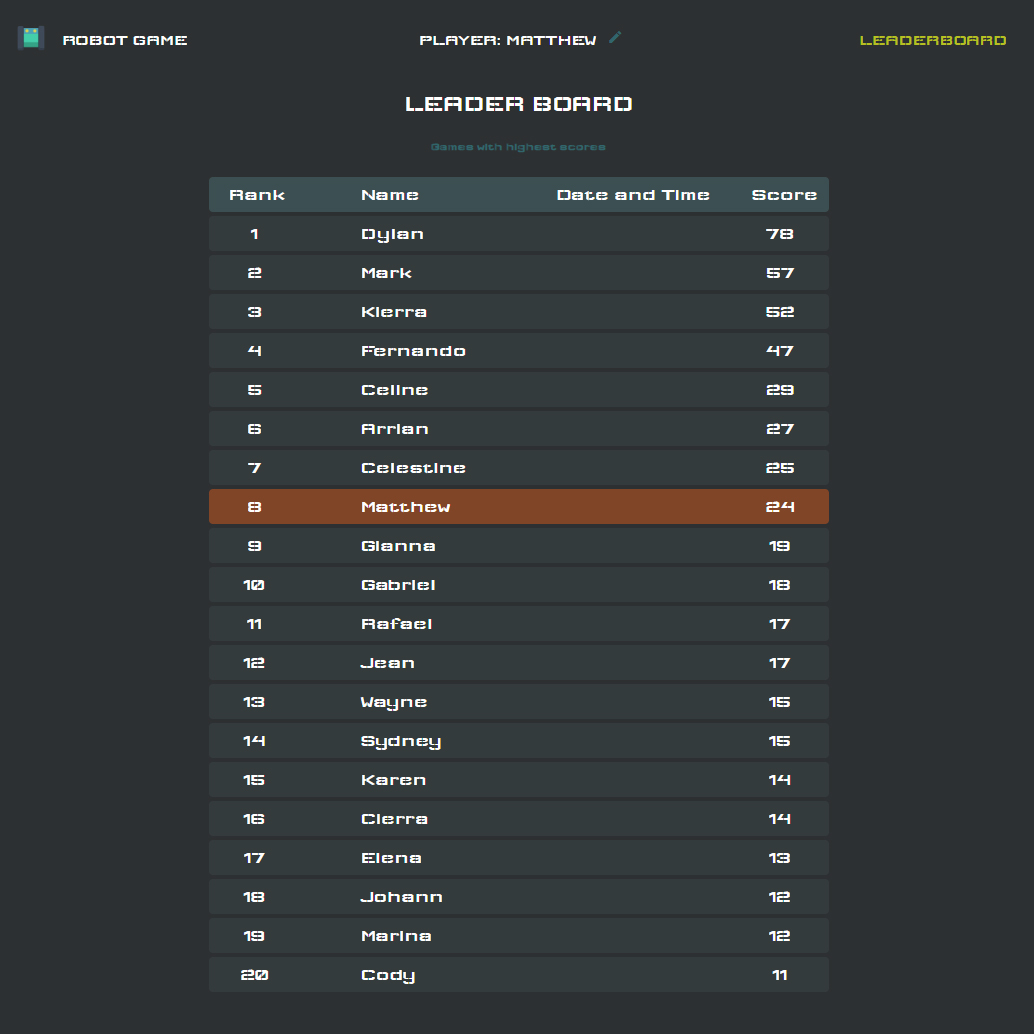 ROBOT GAME
PLAYER: MATTHEW
LEADERBOARD
LEADER BOARD
Games with highest scores
Rank Name Date and Time Score
1 Dylan 78
2 Mark 57
3 Kierra 52
4 Fernando 47
5 Celine 29
6 Arrian 27
7 Celestine 25
8 Matthew 24
9 Gianna 19
10 Gabriel 18
11 Rafael 17
12 Jean 17
13 Wayne 15
14 Sydney 15
15 Karen 14
16 Cierra 14
17 Elena 13
18 Johann 12
19 Marina 12
20 Cody 11